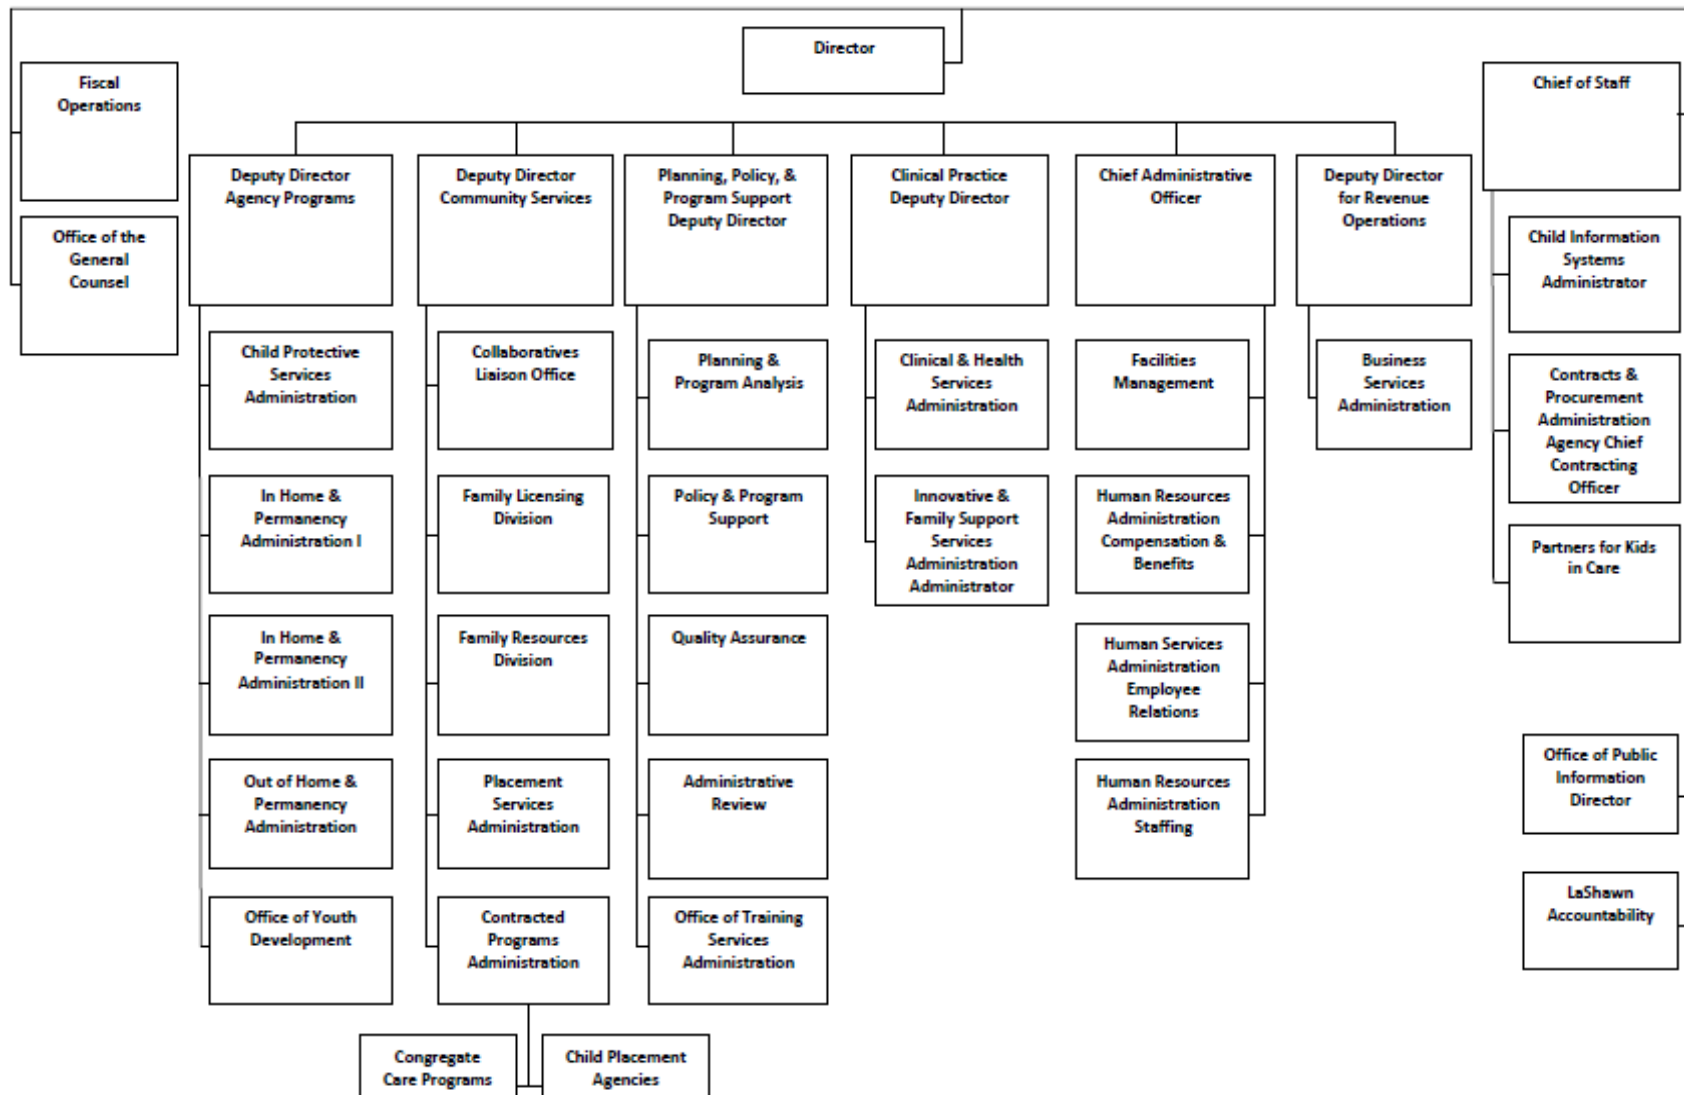 Director
Fiscal
Operations
Office of the
General
Counsel
Deputy Director
Agency Programs
Child Protective
Services
Administration
In Home &
Permanency
Administration I
In Home &
Permanency
Administration II
Out of Home &
Permanency
Administration
Office of Youth
Development
Deputy Director
Community Services
Collaboratives
Liaison Office
Family Licensing
Division
Family Resources
Division
Placement
Services
Administration
Contracted
Programs
Administration
Congregate
Care Programs
Child Placement
Agencies
Planning, Policy, &
Program Support
Deputy Director
Planning &
Program Analysis
Policy & Program
Support
Quality Assurance
Administrative
Review
Office of Training
Services
Administration
Clinical Practice
Deputy Director
Clinical & Health
Services
Administration
Innovative &
Family Support
Services
Administration
Administrator
Chief Administrative
Officer
Facilities
Management
Human Resources
Administration
Compensation &
Benefits
Human Services
Administration
Employee
Relations
Human Resources
Administration
Staffing
Deputy Director
for Revenue
Operations
Business
Services
Administration
Chief of Staff
Child Information
Systems
Administrator
Contracts &
Procurement
Administration
Agency Chief
Contracting
Officer
Partners for Kids
in Care
Office of Public
Information
Director
LaShawn
Accountability